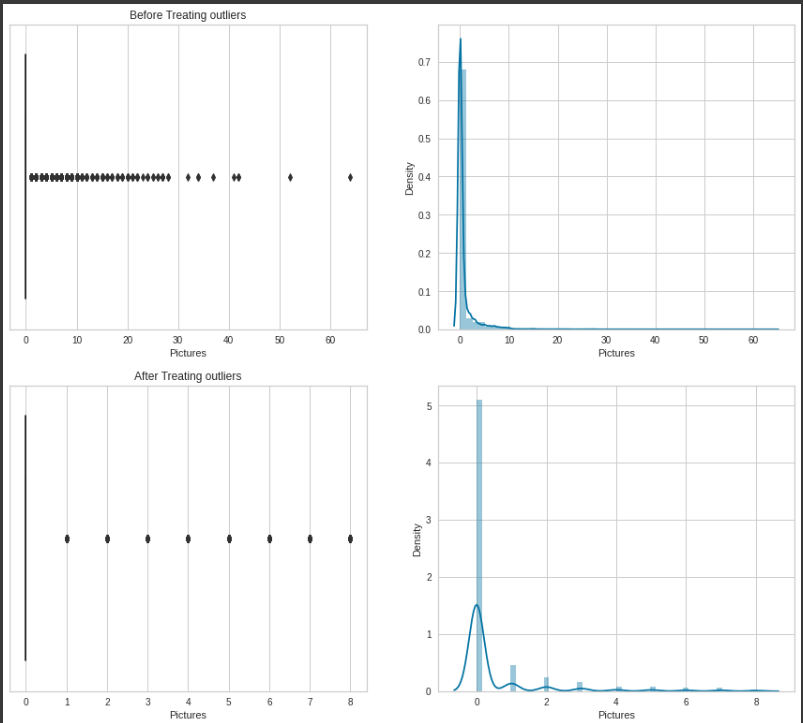 Before Treating outliers
0 10 20 30 40 50 60
Pictures
0.7
0.6
0.5
0.4
0.3
0.2
0.1
0.0
Density
0 10 20 30 40 50 60
Pictures
After Treating outliers
0 1 2 3 4 5 6 7 8
Pictures
5
4
3
2
1
0
Density
0 2 4 6 8
Pictures